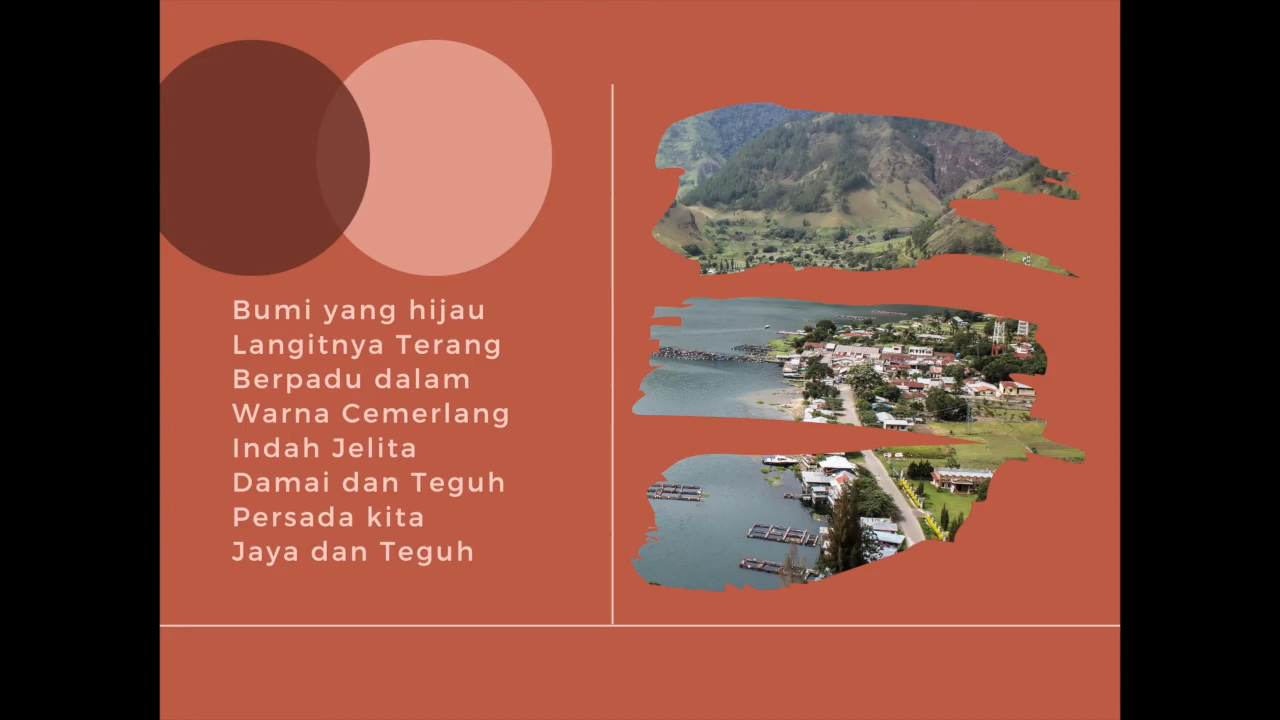 Bumi yang hijau
Langitnya Terang
Berpadu dalam
Warna Cemerlang
Indah Jelita
Damai dan Teguh
Persada kita
Jaya dan Teguh